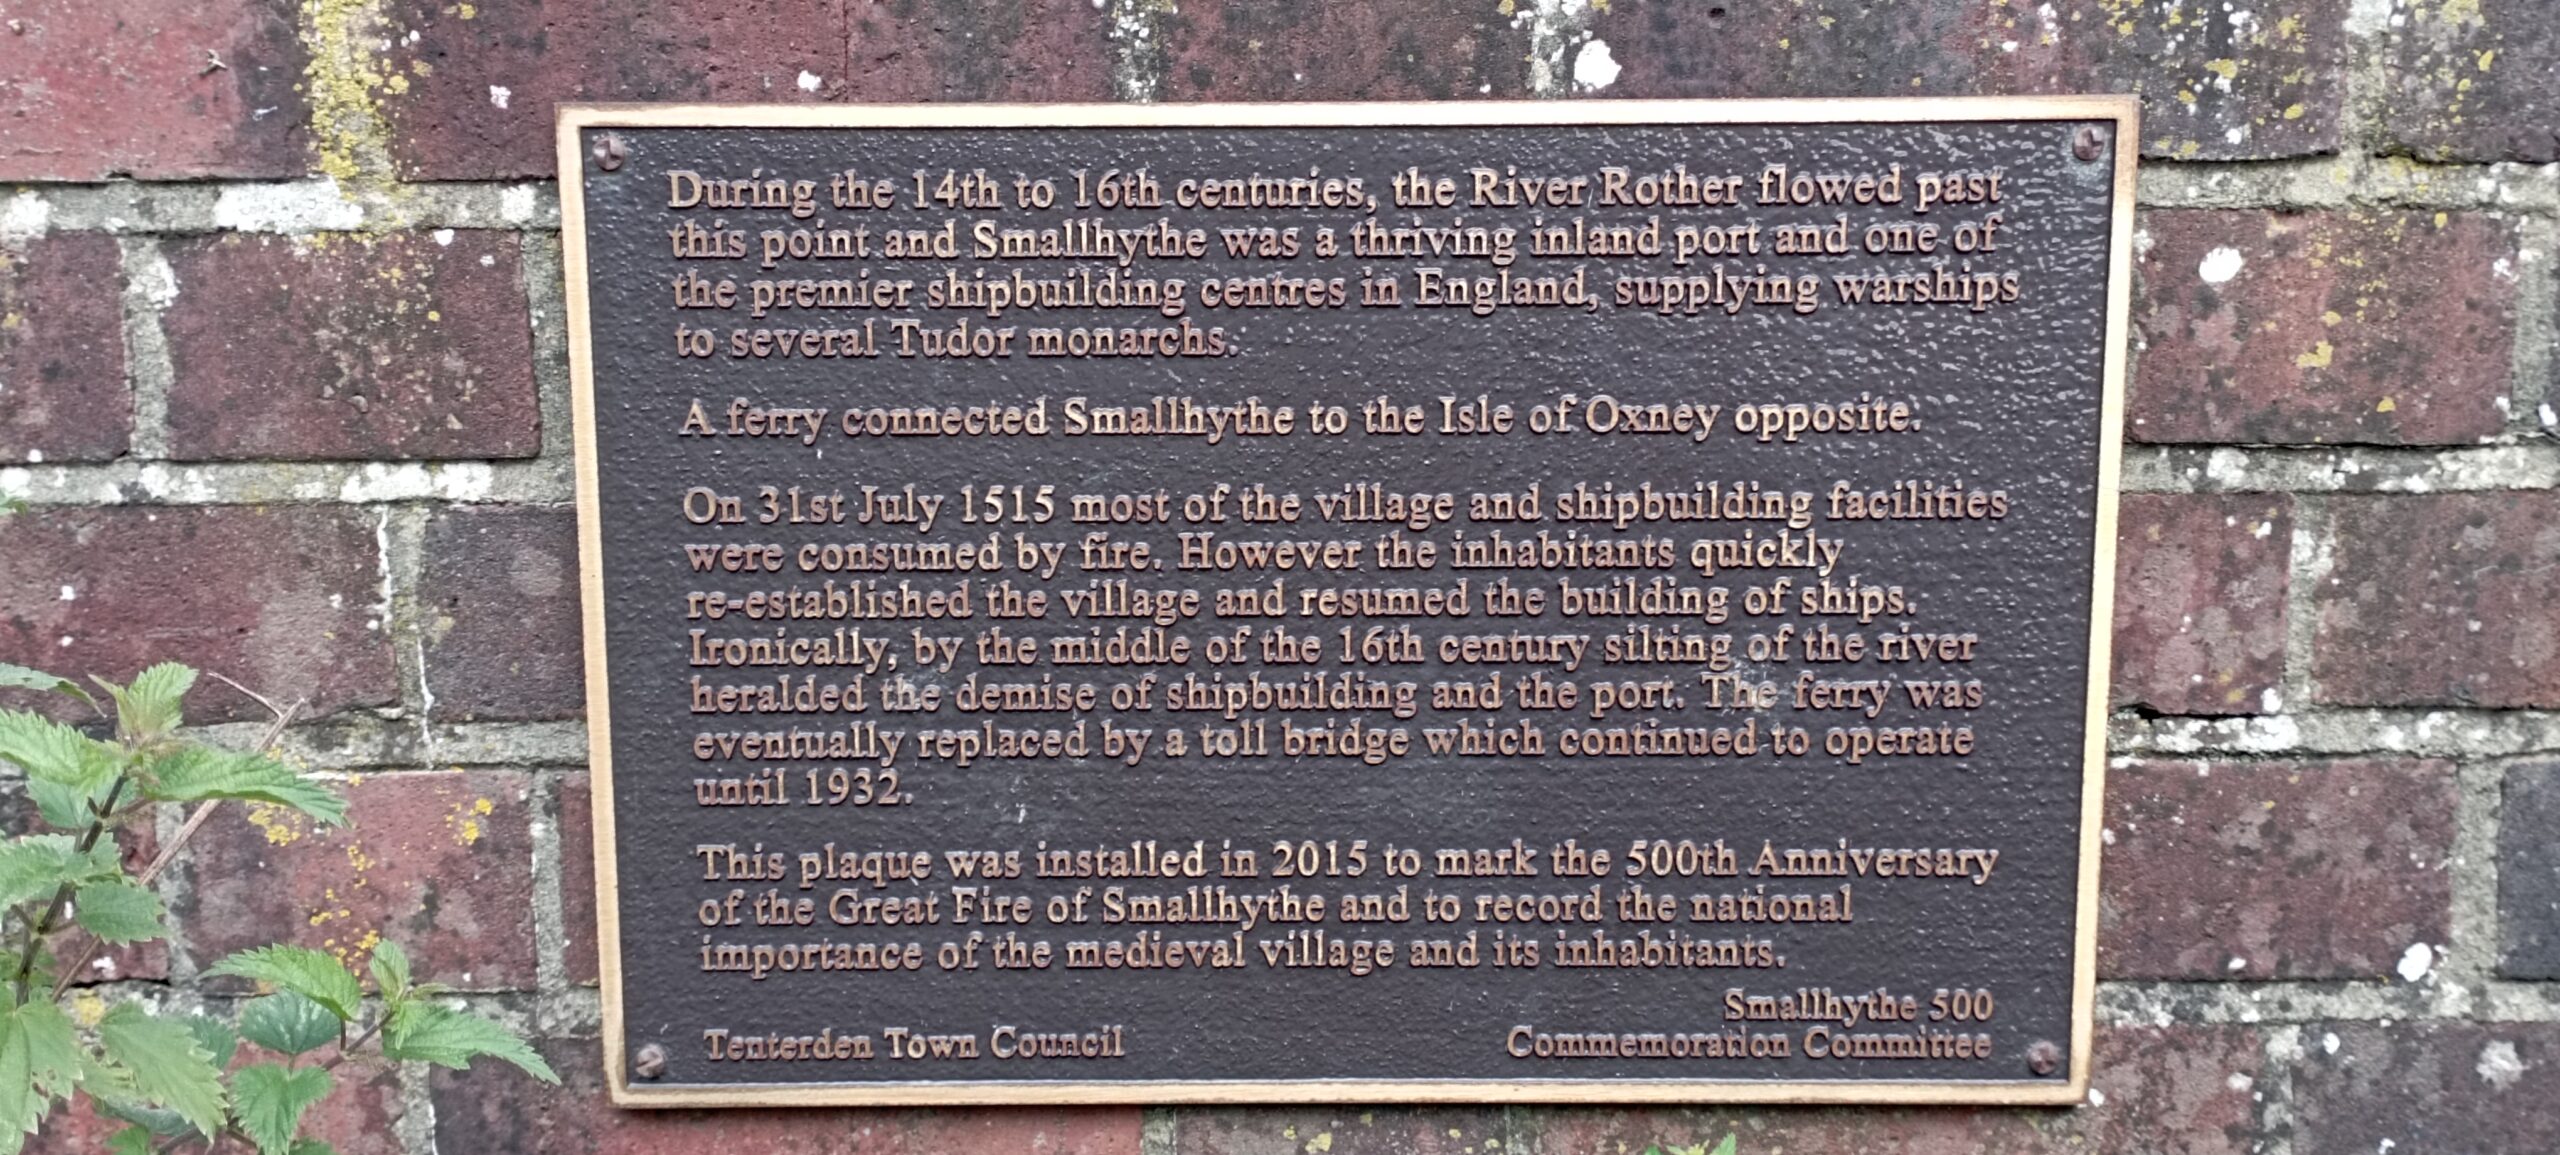 During the 14th to 16th centuries, the River Rother flowed past
this point and Smallhythe was a thriving inland port and one of
the premier shipbuilding centres in England, supplying warships
to several Tudor monarchs.
A ferry connected Smallhythe to the Isle of Oxney opposite.
On 31st July 1515 most of the village and shipbuilding facilities
were consumed by fire. However the inhabitants quickly
re-established the village and resumed the building of ships.
Ironically, by the middle of the 16th century silting of the river
heralded the demise of shipbuilding and the port. The ferry was
eventually replaced by a toll bridge which continued to operate
until 1932.
This plaque was installed in 2015 to mark the 500th Anniversary
of the Great Fire of Smallhythe and to record the national
importance of the medieval village and its inhabitants.
Smallhythe 500
Tenterden Town Council Commemoration Committee